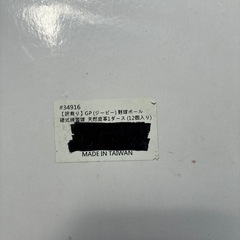 #34916
【訳有り】GP (ジーピー) 野球ボール
硬式練習球 天然皮革1ダース (12個入り)
MADE IN TAIWAN